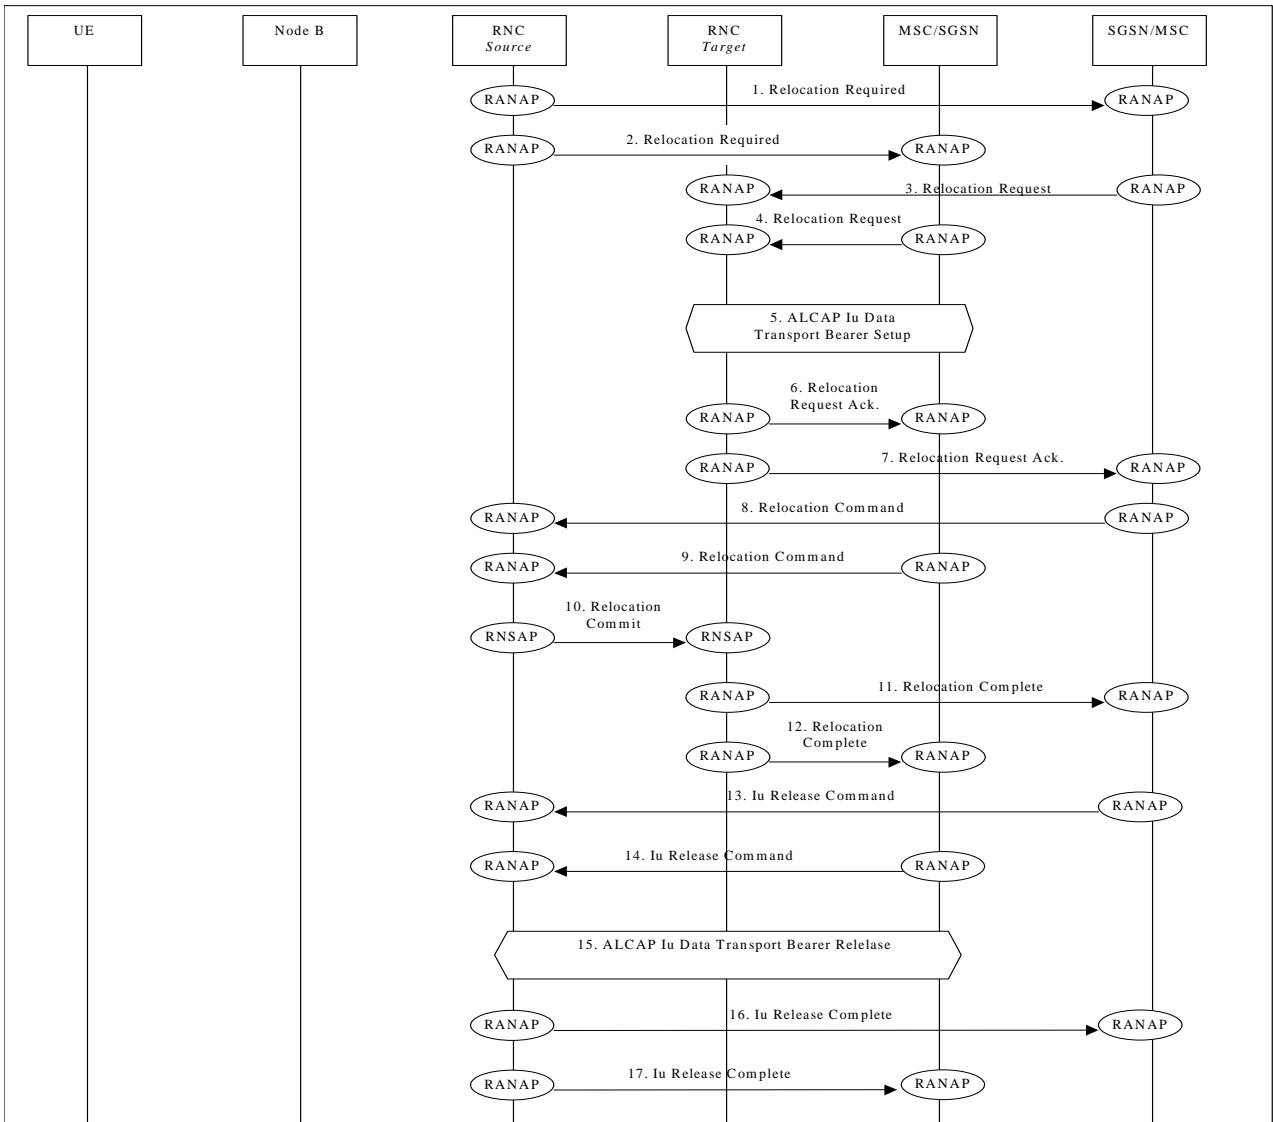 UE
Node B
RNC
Source
RNC
Target
MSC/SGSN
SGSN/MSC
RANAP
1. Relocation Required
RANAP
RANAP
2. Relocation Required
RANAP
RANAP
3. Relocation Request
RANAP
RANAP
4. Relocation Request
RANAP
5. ALCAP Iu Data
Transport Bearer Setup
RANAP
6. Relocation
Request Ack.
RANAP
RANAP
7. Relocation Request Ack.
RANAP
RANAP
8. Relocation Command
RANAP
RANAP
9. Relocation Command
RANAP
RNSAP
10. Relocation
Commit
RNSAP
RANAP
11. Relocation Complete
RANAP
RANAP
12. Relocation
Complete
RANAP
RANAP
13. Iu Release Command
RANAP
RANAP
14. Iu Release Command
RANAP
15. ALCAP Iu Data Transport Bearer Relelase
RANAP
16. Iu Release Complete
RANAP
RANAP
17. Iu Release Complete
RANAP